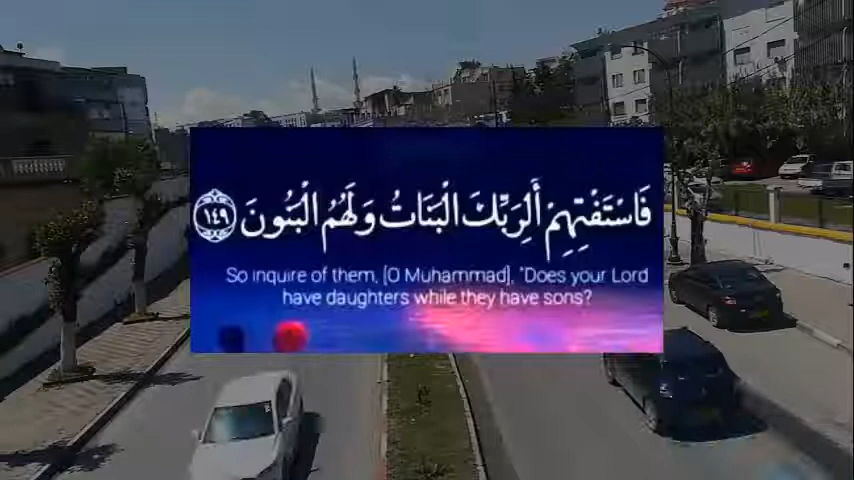 فَاسْتَفْتِهِمْ أَلِرَبِّكَ الْبَنَاتُ وَلَهُمُ الْبَنُونَ ١٤٩
So inquire of them, [O Muhammad], "Does your Lord
have daughters while they have sons?